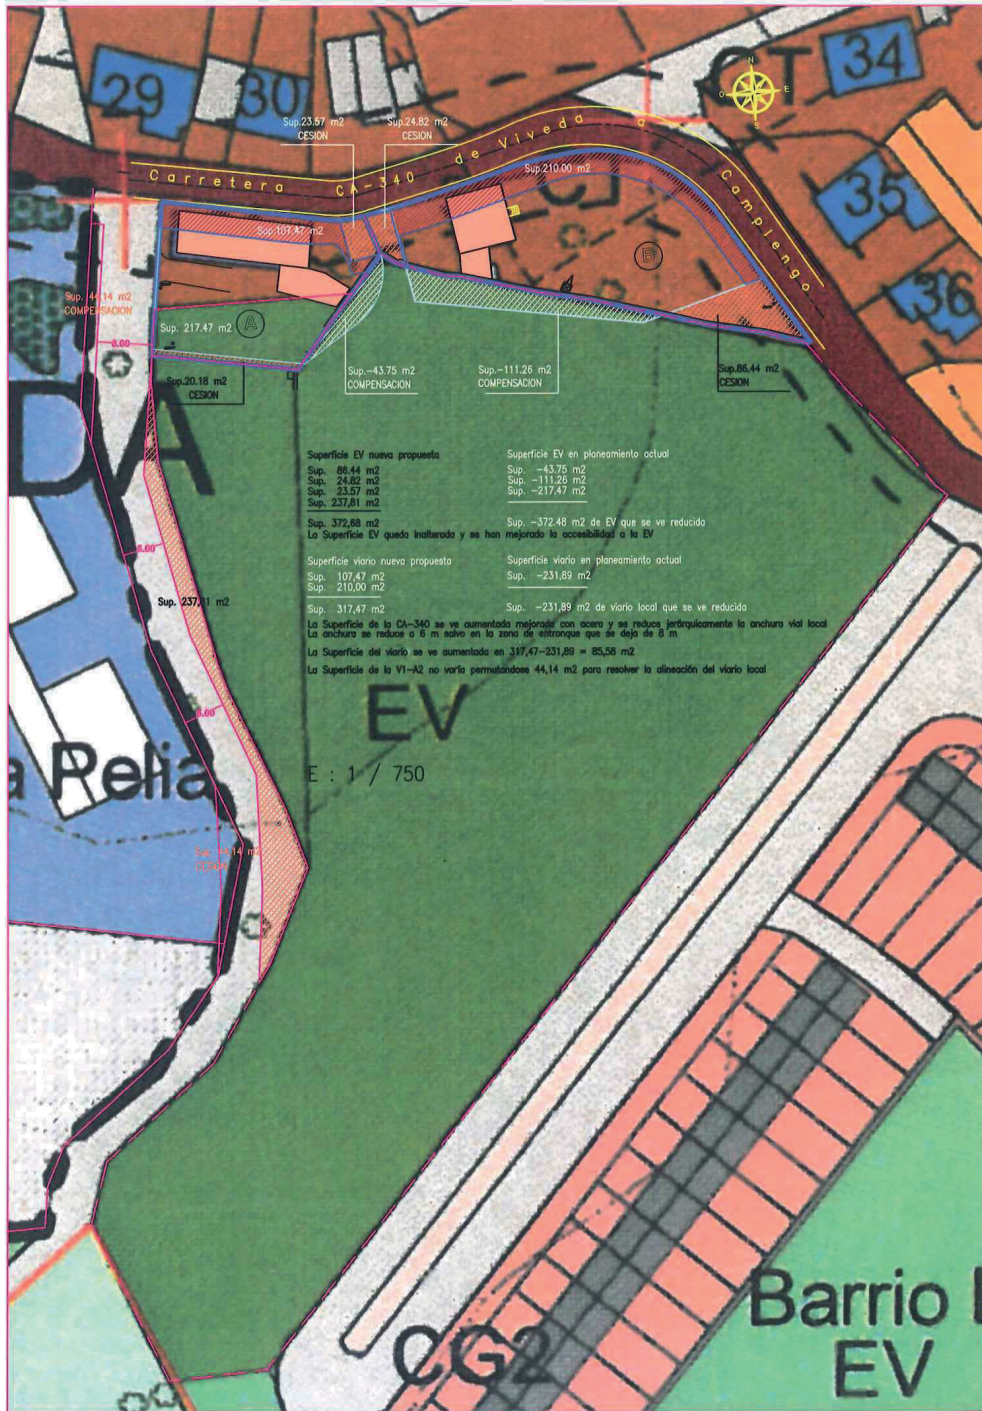 CT
34
29
30
N
O
E
S
Sup.23.57 m2
CESION
Sup.24.82 m2
CESION
Carretera CA-340 de Viveda a Camplengo
Sup.210.00 m2
35
Sup.107.47 m2
B
36
Sup. 44,14 m2
COMPENSACION
Sup. 217.47 m2
A
8.00
Sup.20.18 m2
CESION
Sup.-43.75 m2
COMPENSACION
Sup.-111.26 m2
COMPENSACION
Sup.86.44 m2
CESION
DA
Superficie EV nueva propuesta
Sup. 86.44 m2
Sup. 24.82 m2
Sup. 23.57 m2
Sup. 237,81 m2
Sup. 372,68 m2
Superficie EV en planeamiento actual
Sup. -43.75 m2
Sup. -111.26 m2
Sup. -217.47 m2
Sup. -372.48 m2 de EV que se ve reducida
La Superficie EV queda inalterada y se han mejorado la accesibilidad a la EV
Superficie viario nueva propuesta
Sup. 107,47 m2
Sup. 210,00 m2
Sup. 317,47 m2
Superficie viario en planeamiento actual
Sup. -231,89 m2
Sup. -231,89 m2 de viario local que se ve reducida
La Superficie de la CA-340 se ve aumentada mejorada con acera y se reduce jerárquicamente la anchura vial local
La anchura se reduce a 6 m salvo en la zona de entronque que se deja de 8 m
La Superficie del viario se ve aumentada en 317,47-231,89 = 85,58 m2
La Superficie de la V1-A2 no varía permutandose 44,14 m2 para resolver la alineación del viario local
6.00
Sup. 237,81 m2
6.00
EV
a Relia
E : 1 / 750
Sup. 44,14 m2
CESION
Barrio
EV
CG2